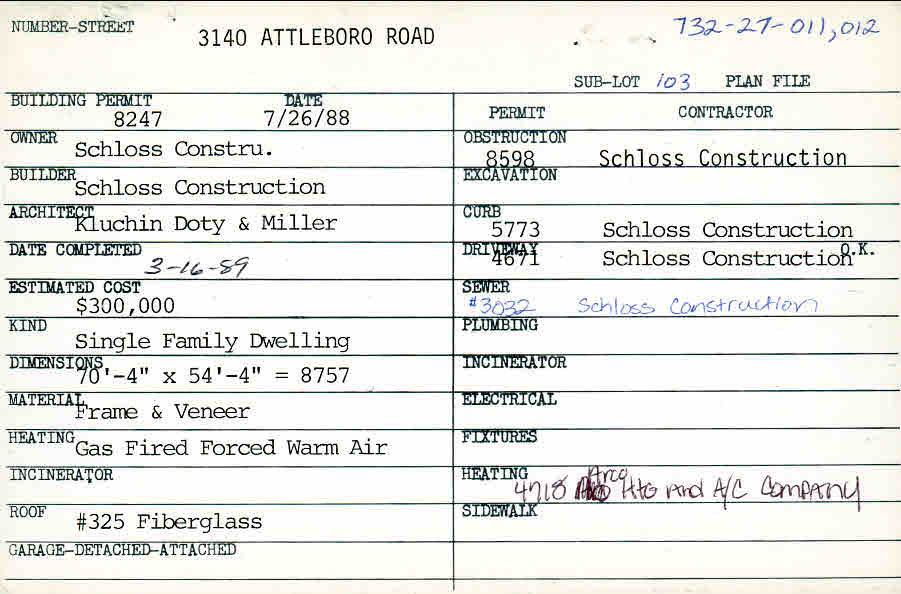 NUMBER-STREET 3140 ATTLEBORO ROAD 732-27-011,012
SUB-LOT 103 PLAN FILE
BUILDING PERMIT DATE
8247 7/26/88
OWNER Schloss Constru.
BUILDER Schloss Construction
ARCHITECT Kluchin Doty & Miller
DATE COMPLETED 3-16-89
ESTIMATED COST $300,000
KIND Single Family Dwelling
DIMENSIONS 70'-4" x 54'-4" = 8757
MATERIAL Frame & Veneer
HEATING Gas Fired Forced Warm Air
INCINERATOR
ROOF #325 Fiberglass
GARAGE-DETACHED-ATTACHED
PERMIT CONTRACTOR
OBSTRUCTION 8598 Schloss Construction
EXCAVATION
CURB 5773 Schloss Construction
DRIVEWAY 4671 Schloss Construction O.K.
SEWER #3032 Schloss Construction
PLUMBING
INCINERATOR
ELECTRICAL
FIXTURES
HEATING 4718 Arco Htg and A/C Company
SIDEWALK